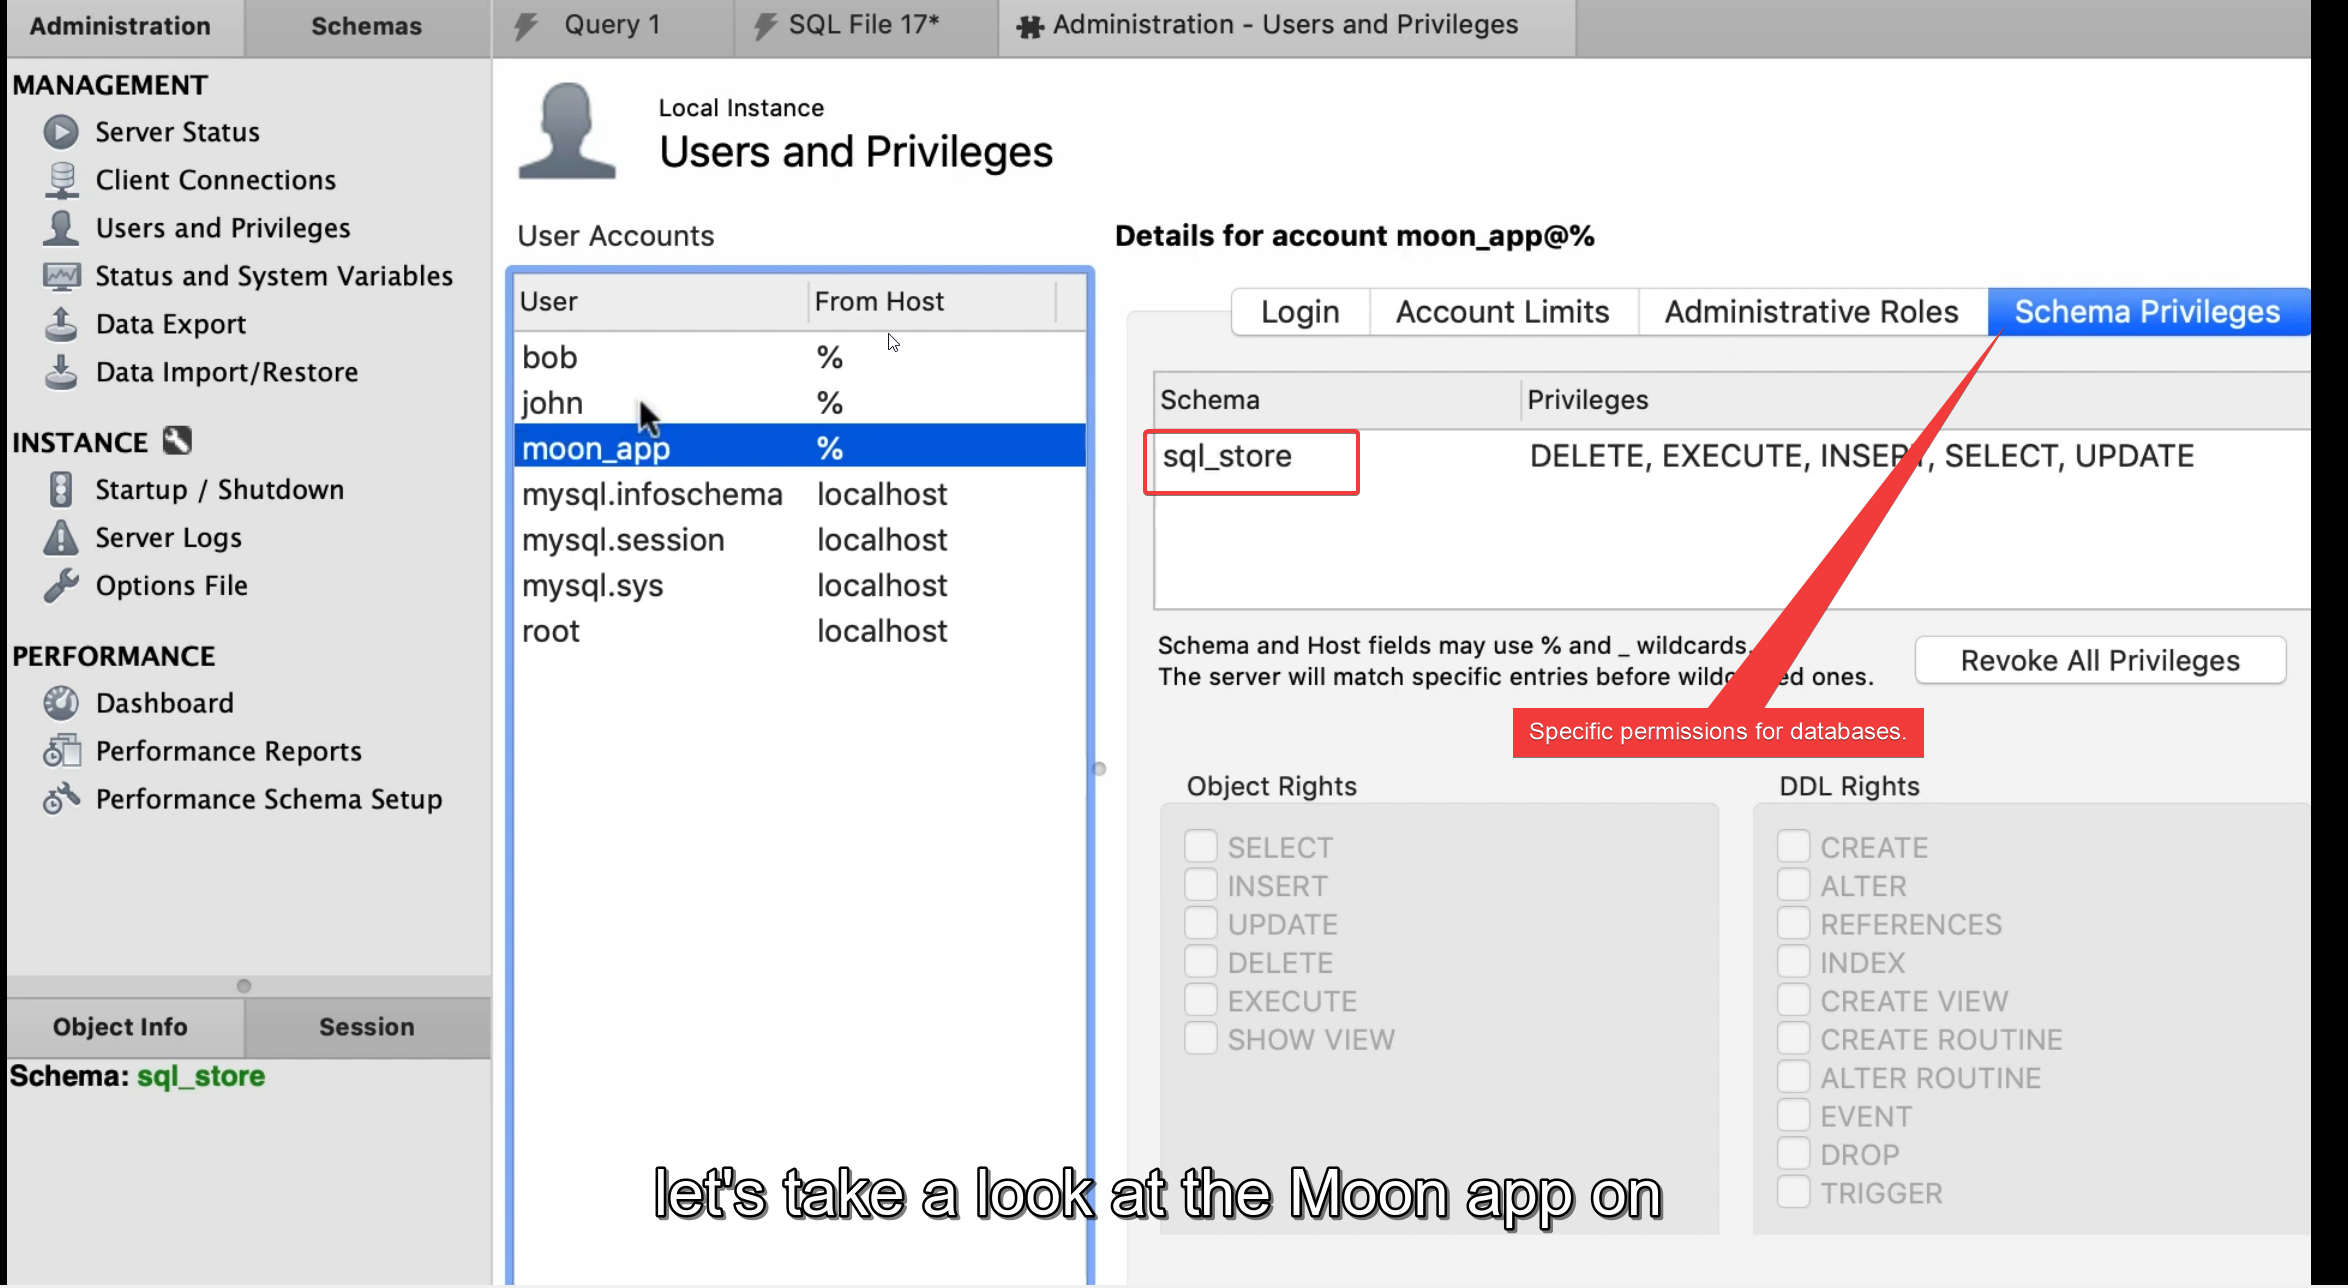 Administration
Schemas
Query 1
SQL File 17*
Administration - Users and Privileges
MANAGEMENT
Server Status
Client Connections
Users and Privileges
Status and System Variables
Data Export
Data Import/Restore
INSTANCE
Startup / Shutdown
Server Logs
Options File
PERFORMANCE
Dashboard
Performance Reports
Performance Schema Setup
Object Info
Session
Schema: sql_store
Local Instance
Users and Privileges
User Accounts
User From Host
bob %
john %
moon_app %
mysql.infoschema localhost
mysql.session localhost
mysql.sys localhost
root localhost
Details for account moon_app@%
Login
Account Limits
Administrative Roles
Schema Privileges
Schema Privileges
sql_store DELETE, EXECUTE, INSERT, SELECT, UPDATE
Schema and Host fields may use % and _ wildcards.
The server will match specific entries before wildcarded ones.
Revoke All Privileges
Specific permissions for databases.
Object Rights
SELECT
INSERT
UPDATE
DELETE
EXECUTE
SHOW VIEW
DDL Rights
CREATE
ALTER
REFERENCES
INDEX
CREATE VIEW
CREATE ROUTINE
ALTER ROUTINE
EVENT
DROP
TRIGGER
let's take a look at the Moon app on